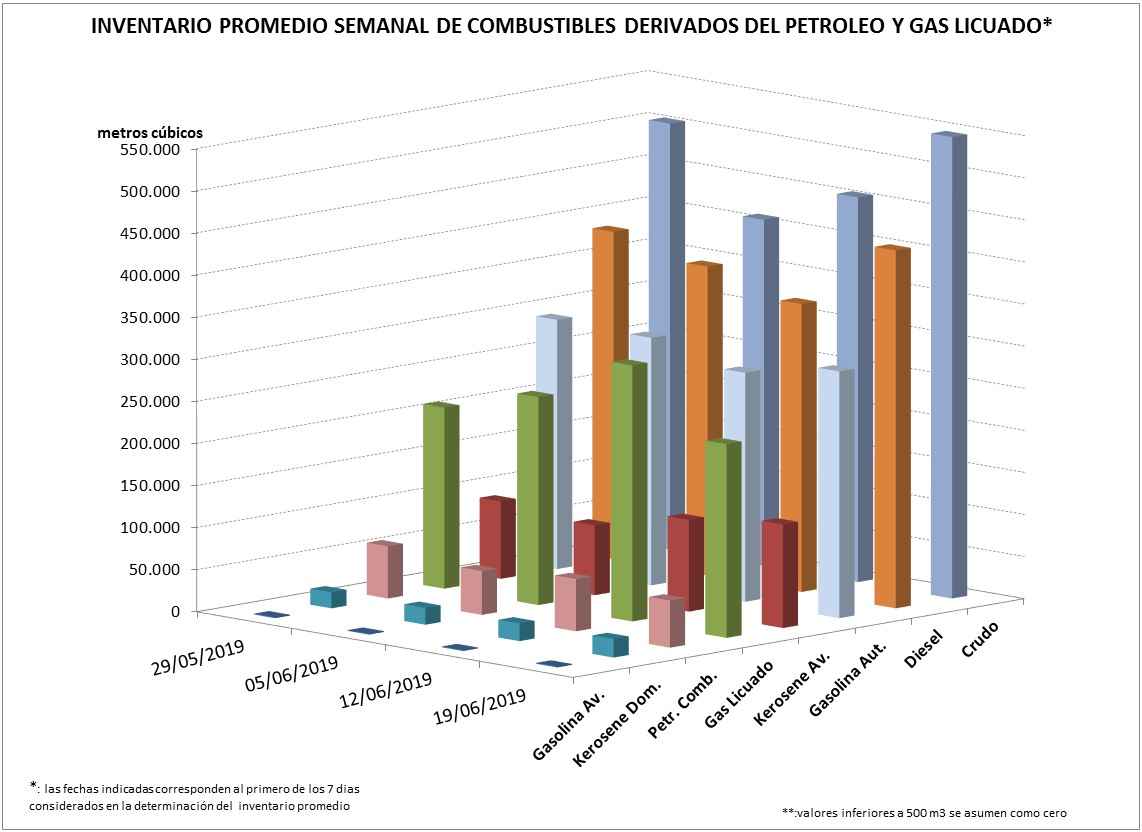 INVENTARIO PROMEDIO SEMANAL DE COMBUSTIBLES DERIVADOS DEL PETROLEO Y GAS LICUADO*
metros cúbicos
550.000
500.000
450.000
400.000
350.000
300.000
250.000
200.000
150.000
100.000
50.000
0
29/05/2019
05/06/2019
12/06/2019
19/06/2019
Gasolina Av.
Kerosene Dom.
Petr. Comb.
Gas Licuado
Kerosene Av.
Gasolina Aut.
Diesel
Crudo
*: las fechas indicadas corresponden al primero de los 7 dias
considerados en la determinación del inventario promedio
**:valores inferiores a 500 m3 se asumen como cero